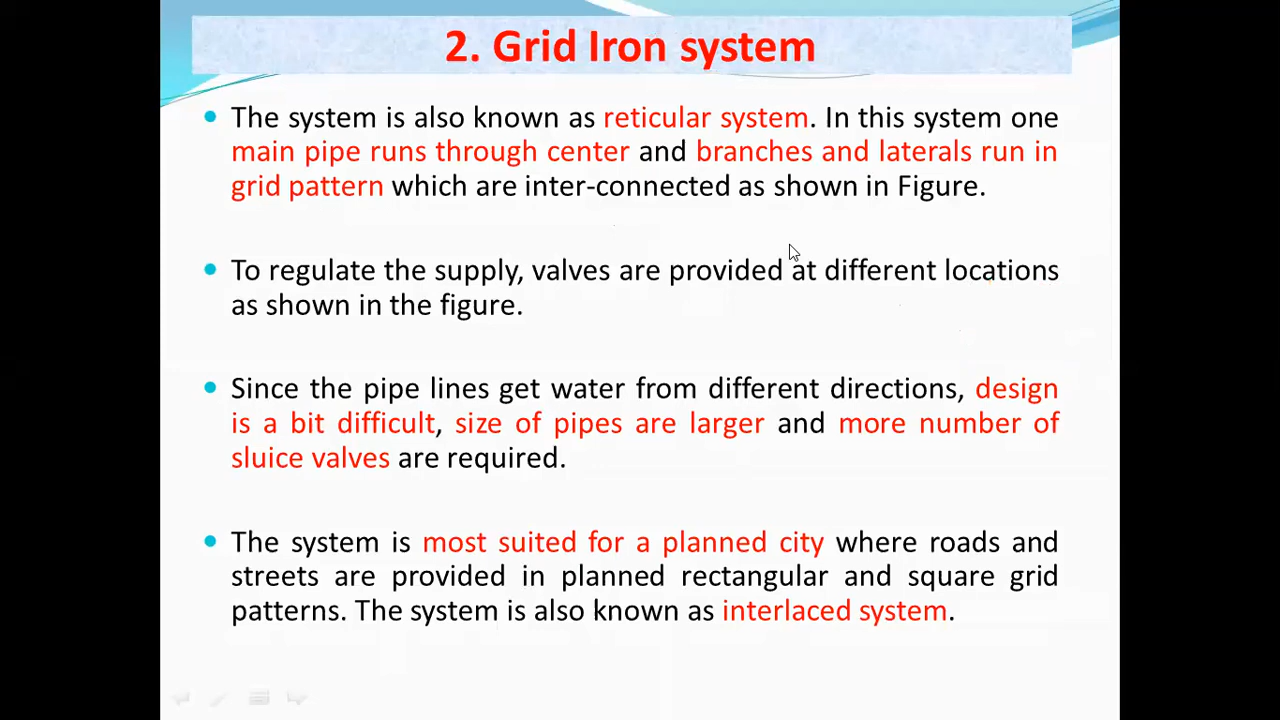 2. Grid Iron system
The system is also known as reticular system. In this system one
main pipe runs through center and branches and laterals run in
grid pattern which are inter-connected as shown in Figure.
To regulate the supply, valves are provided at different locations
as shown in the figure.
Since the pipe lines get water from different directions, design
is a bit difficult, size of pipes are larger and more number of
sluice valves are required.
The system is most suited for a planned city where roads and
streets are provided in planned rectangular and square grid
patterns. The system is also known as interlaced system.